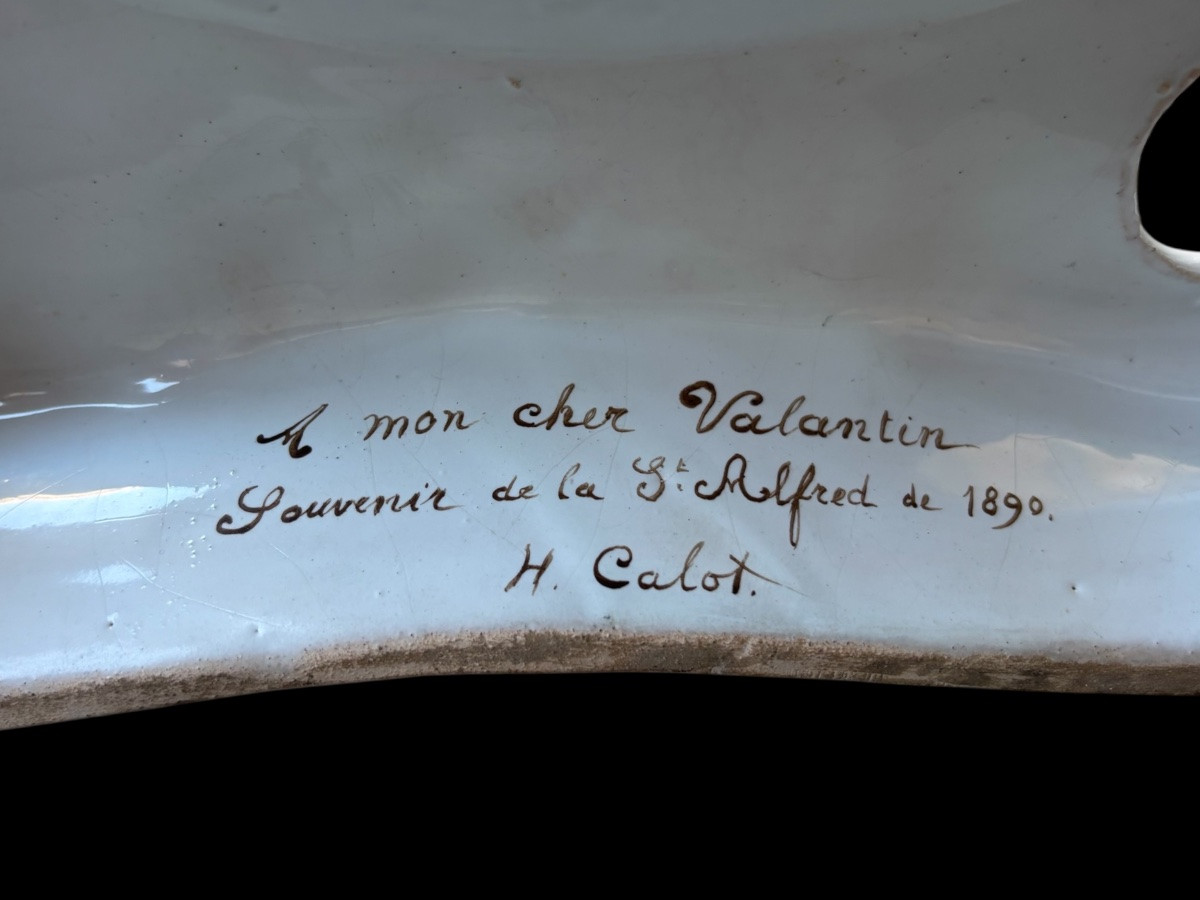 A mon cher Valantin
Souvenir de la St. Alfred de 1890.
H. Calot.